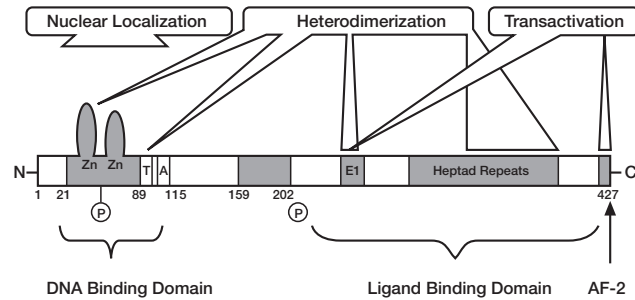 Nuclear Localization Heterodimerization Transactivation
Zn Zn
N T A E1 Heptad Repeats C
1 21 89 115 159 202 427
P P
DNA Binding Domain Ligand Binding Domain AF-2